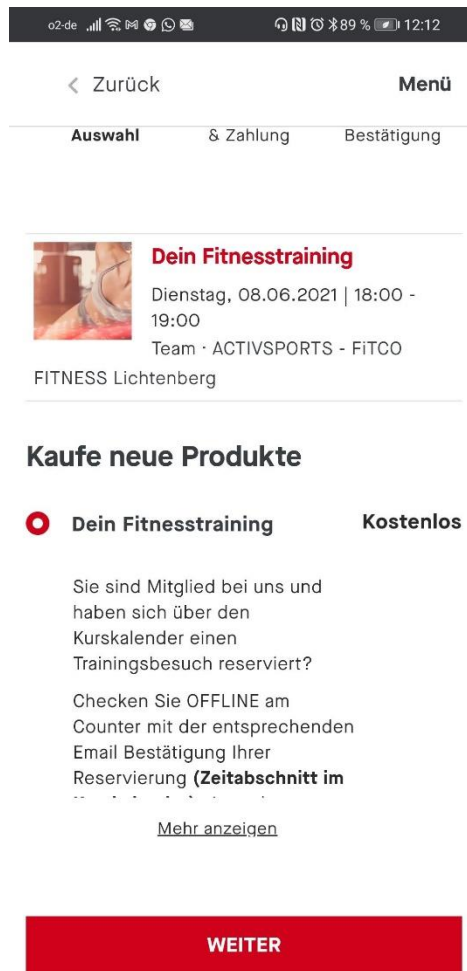 o2-de 89 % 12:12
Zurück Menü
Auswahl & Zahlung Bestätigung
Dein Fitnesstraining
Dienstag, 08.06.2021 | 18:00 -
19:00
Team · ACTIVSPORTS - FiTCO
FITNESS Lichtenberg
Kaufe neue Produkte
Dein Fitnesstraining Kostenlos
Sie sind Mitglied bei uns und
haben sich über den
Kurskalender einen
Trainingsbesuch reserviert?
Checken Sie OFFLINE am
Counter mit der entsprechenden
Email Bestätigung Ihrer
Reservierung (Zeitabschnitt im
Mehr anzeigen
WEITER